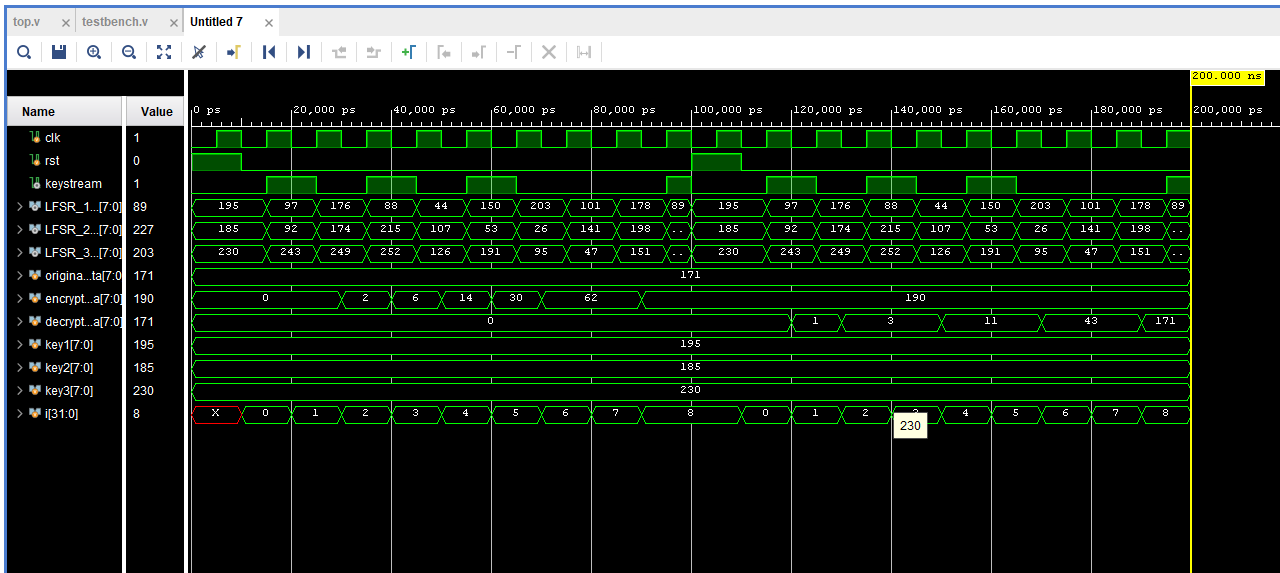 top.v × testbench.v × Untitled 7 ×
200.000 ns
Name Value
0 ps 20,000 ps 40,000 ps 60,000 ps 80,000 ps 100,000 ps 120,000 ps 140,000 ps 160,000 ps 180,000 ps 200,000 ps
clk 1
rst 0
keystream 1
LFSR_1...[7:0] 89 195 97 176 88 44 150 203 101 178 89 195 97 176 88 44 150 203 101 178 89
LFSR_2...[7:0] 227 185 92 174 215 107 53 26 141 198 .. 185 92 174 215 107 53 26 141 198 ..
LFSR_3...[7:0] 203 230 243 249 252 126 191 95 47 151 .. 230 243 249 252 126 191 95 47 151 ..
origina...ta[7:0 171 171
encrypt...a[7:0] 190 0 2 6 14 30 62 190
decrypt...a[7:0] 171 0 1 3 11 43 171
key1[7:0] 195 195
key2[7:0] 185 185
key3[7:0] 230 230
i[31:0] 8 X 0 1 2 3 4 5 6 7 8 0 1 2 3 4 5 6 7 8
230